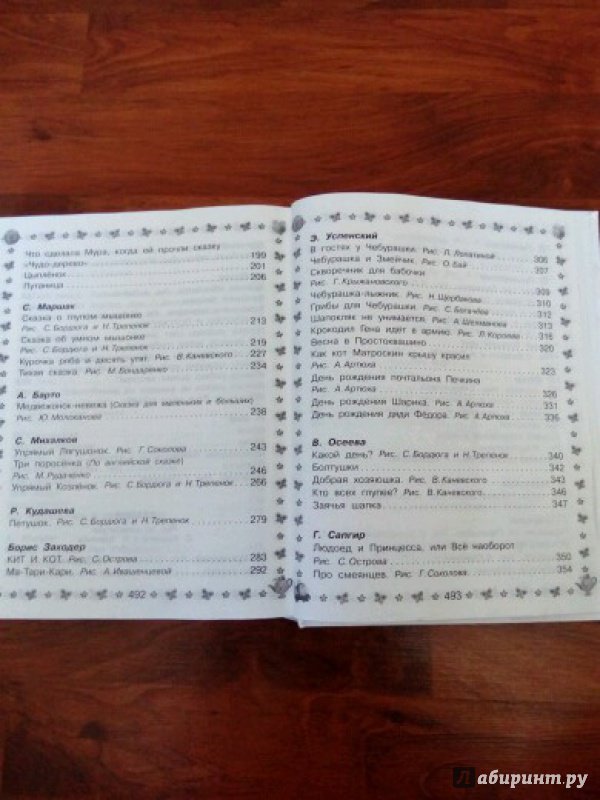 Что сделала Мура, когда ей прочли сказку
«Чудо-дерево» 199
Цыплёнок 201
Путаница 206
С. Маршак
Сказка о глупом мышонке
Рис. С. Бордюга и Н. Трепенок 213
Сказка об умном мышонке
Рис. С. Бордюга и Н. Трепенок 219
Курочка ряба и десять утят. Рис. В. Каневского 227
Тихая сказка. Рис. М. Бондаренко 234
А. Барто
Медвежонок-невежа (Сказка для маленьких и больших)
Рис. Ю. Молоканова 238
С. Михалков
Упрямый Лягушонок. Рис. Г. Соколова 243
Три поросёнка (По английской сказке)
Рис. М. Рудаченко 246
Упрямый Козлёнок. Рис. С. Бордюга и Н. Трепенок 266
Р. Кудашева
Петушок. Рис. С. Бордюга и Н. Трепенок 279
Борис Заходер
КИТ И КОТ. Рис. С. Острова 283
Ма-Тари-Кари. Рис. А. Ивашенцевой 292
492
Э. Успенский
В гостях у Чебурашки. Рис. Л. Лопатиной 306
Чебурашка и Змейчик. Рис. О. Бай 307
Скворечник для бабочки
Рис. Г. Крыжановского 309
Чебурашка-лыжник. Рис. Н. Щербакова 310
Грибы для Чебурашки. Рис. С. Богачёва 312
Шапокляк не унимается. Рис. А. Шахманова 313
Крокодил Гена идёт в армию. Рис. Л. Королева 316
Весна в Простоквашино 320
Как кот Матроскин крышу красил
Рис. А. Артюха 323
День рождения почтальона Печкина
Рис. А. Артюха 326
День рождения Шарика. Рис. А. Артюха 331
День рождения дяди Фёдора. Рис. А. Артюха 336
В. Осеева
Какой день? Рис. С. Бордюга и Н. Трепенок 340
Болтушки 342
Добрая хозяюшка. Рис. В. Каневского 343
Кто всех глупее? Рис. В. Каневского 346
Заячья шапка 347
Г. Сапгир
Людоед и Принцесса, или Всё наоборот
Рис. С. Острова 350
Про смеянцев. Рис. Г. Соколова 354
493
Лабиринт.ру